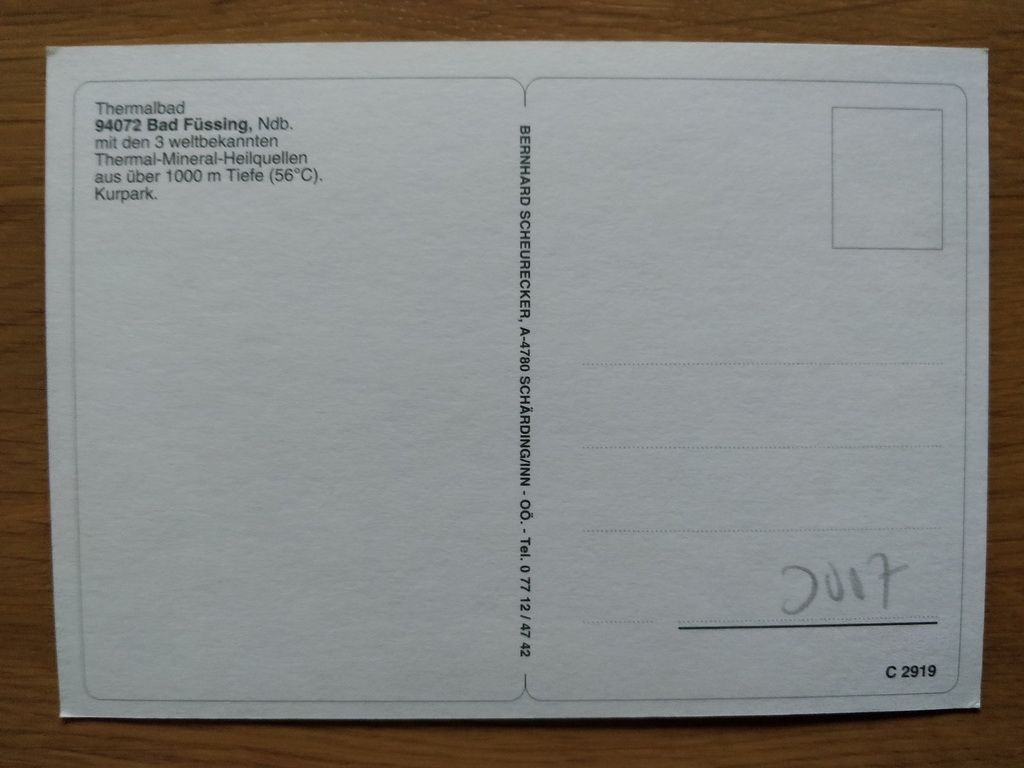 Thermalbad
94072 Bad Füssing, Ndb.
mit den 3 weltbekannten
Thermal-Mineral-Heilquellen
aus über 1000 m Tiefe (56°C).
Kurpark.
BERNHARD SCHEURECKER, A-4780 SCHÄRDING/INN - OÖ. - Tel. 0 77 12 / 47 42
C 2919